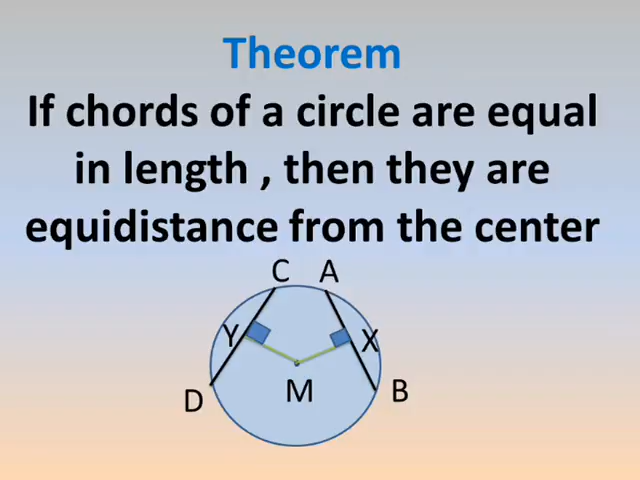 Theorem
If chords of a circle are equal
in length , then they are
equidistance from the center
C A
Y X
M
D B